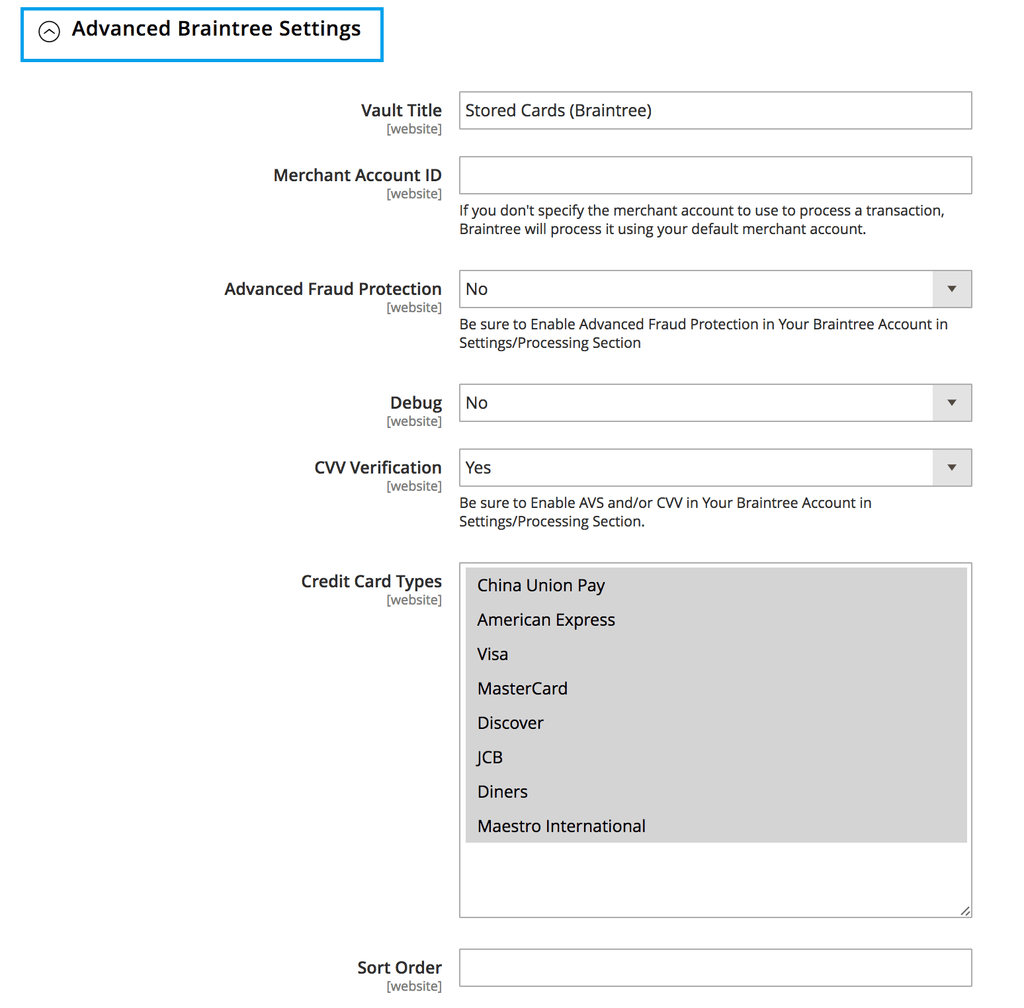 Advanced Braintree Settings
Vault Title
[website]
Stored Cards (Braintree)
Merchant Account ID
[website]
If you don't specify the merchant account to use to process a transaction,
Braintree will process it using your default merchant account.
Advanced Fraud Protection
[website]
No
Be sure to Enable Advanced Fraud Protection in Your Braintree Account in
Settings/Processing Section
Debug
[website]
No
CVV Verification
[website]
Yes
Be sure to Enable AVS and/or CVV in Your Braintree Account in
Settings/Processing Section.
Credit Card Types
[website]
China Union Pay
American Express
Visa
MasterCard
Discover
JCB
Diners
Maestro International
Sort Order
[website]